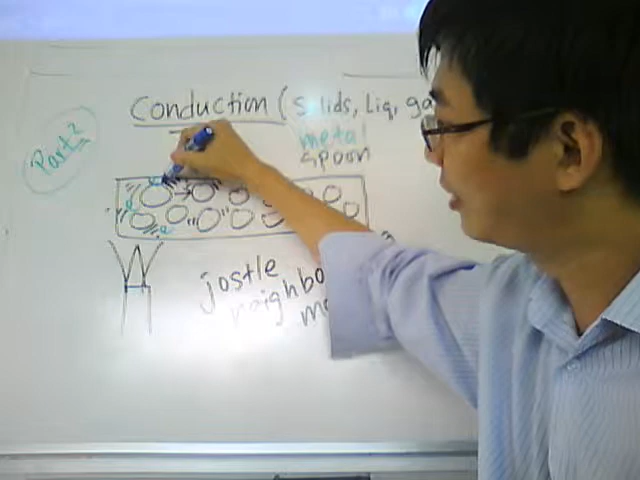 Conduction (Solids, Liq, ga
Part 2
metal
spoon
e
e
e
jostle
neighbo
mo